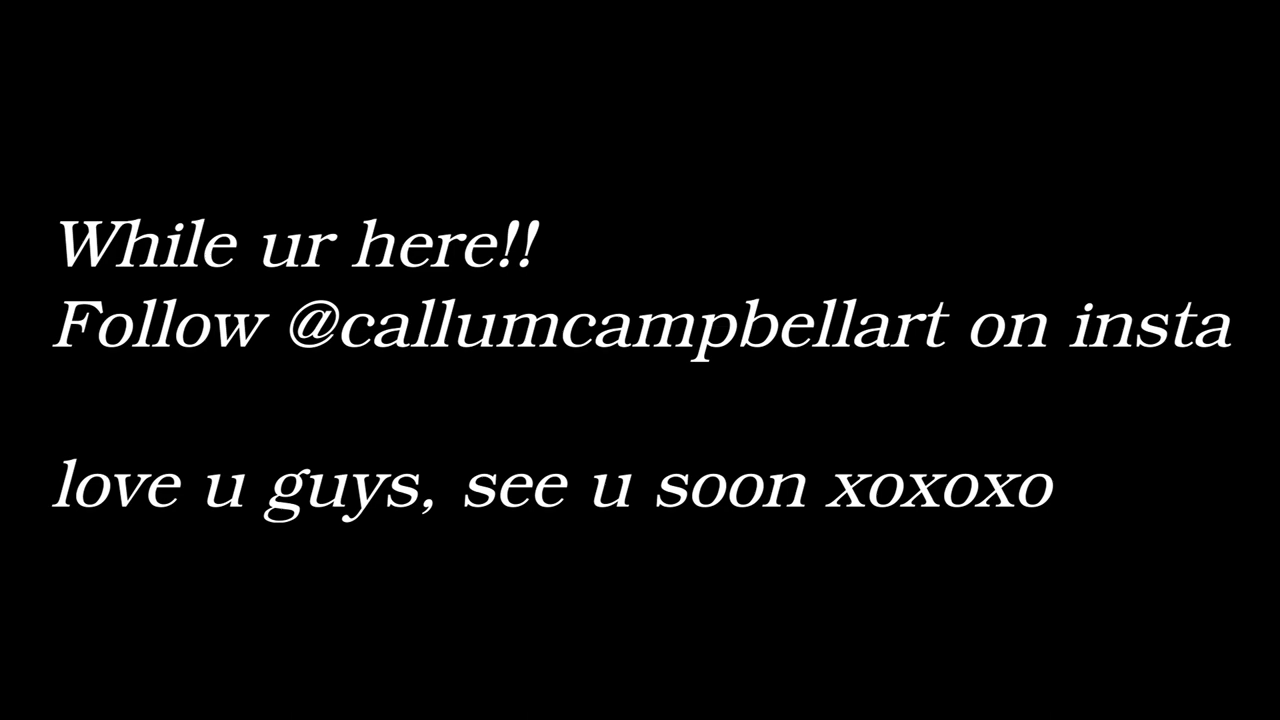 While ur here!!
Follow @callumcampbellart on insta
love u guys, see u soon xoxoxo